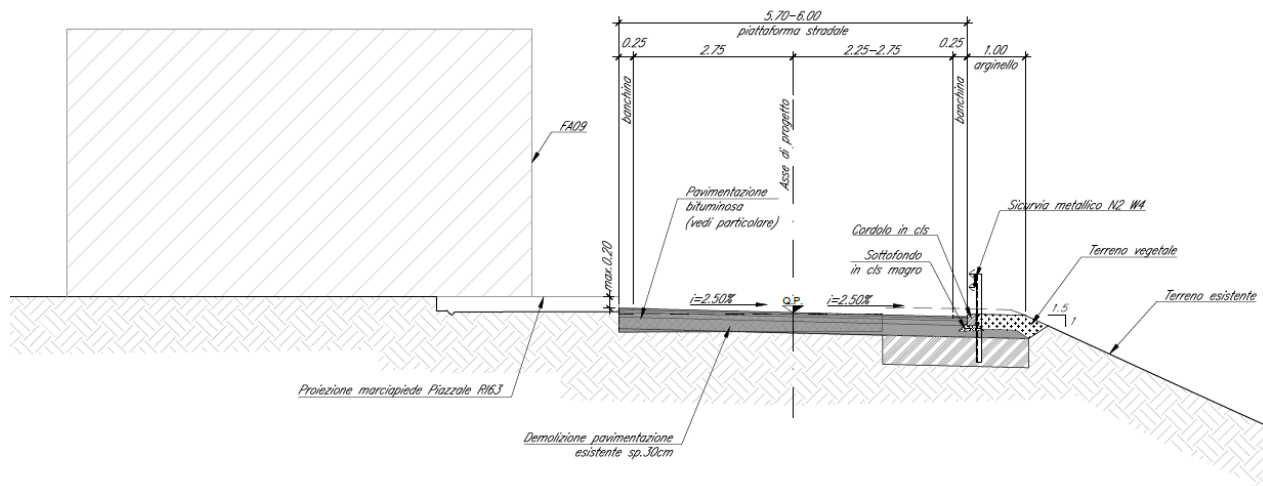 5.70-6.00
piattaforma stradale
0.25
2.75
2.25-2.75
0.25
1.00
arginello
banchina
Asse di progetto
banchina
FA09
Pavimentazione
bituminosa
(vedi particolare)
Sicurvia metallico N2 W4
Cordolo in cls
Sottofondo
in cls magro
Terreno vegetale
Terreno esistente
max.0.20
i=2.50%
Q.P.
i=2.50%
1.5
1
Proiezione marciapiede Piazzale RI63
Demolizione pavimentazione
esistente sp.30cm